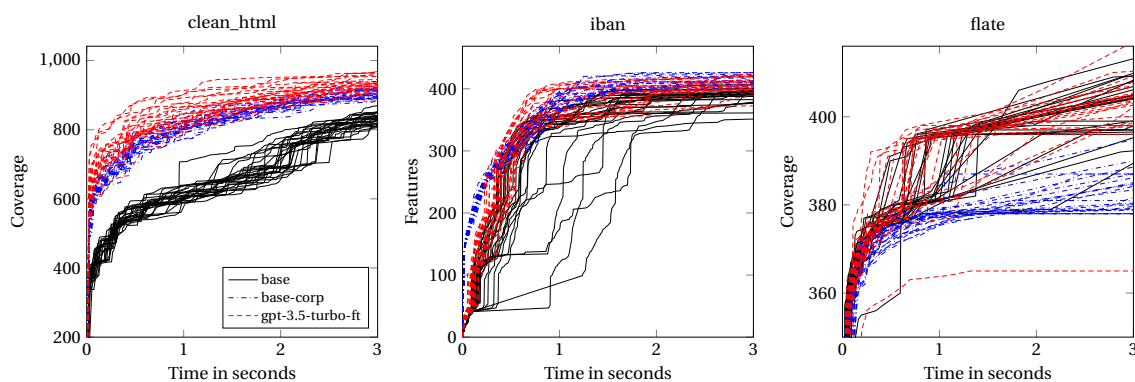 clean_html
1,000
800
600
400
200
Coverage
0
1
2
3
Time in seconds
base
base-corp
gpt-3.5-turbo-ft
iban
400
300
200
100
0
Features
0
1
2
3
Time in seconds
flate
400
380
360
Coverage
0
1
2
3
Time in seconds